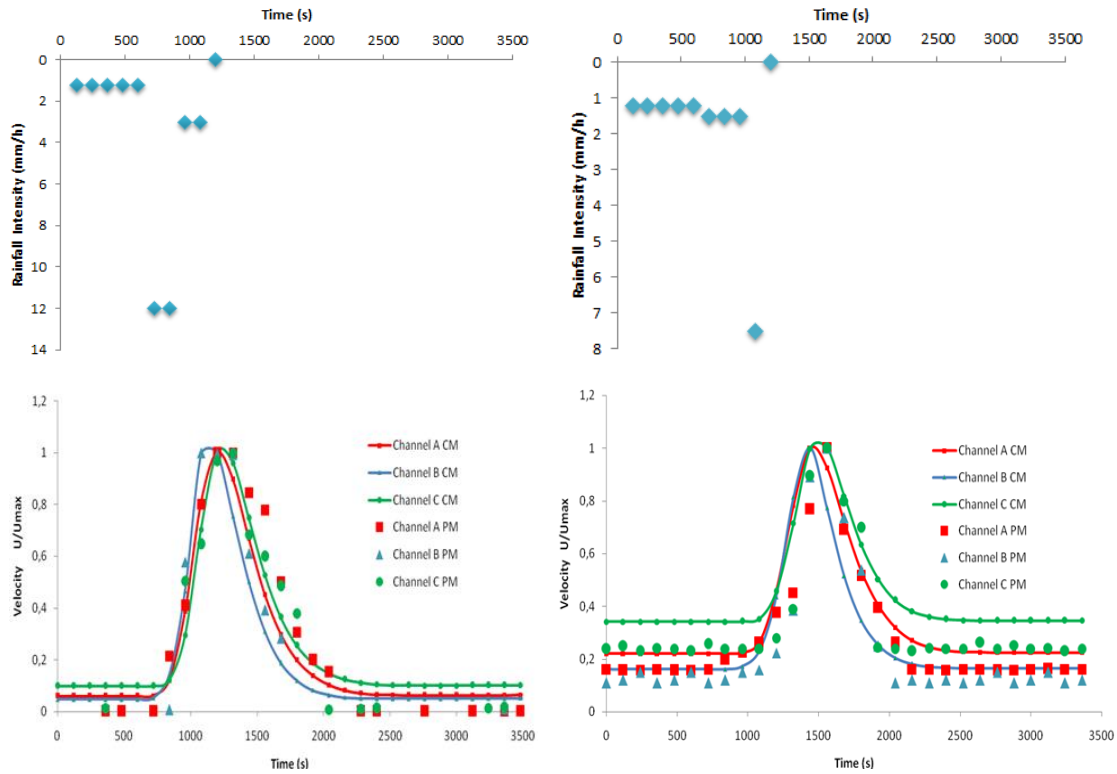 Time (s)
0 500 1000 1500 2000 2500 3000 3500
0
2
4
6
8
10
12
14
Rainfall Intensity (mm/h)
Time (s)
0 500 1000 1500 2000 2500 3000 3500
0
1
2
3
4
5
6
7
8
Rainfall Intensity (mm/h)
1,2
1
0,8
0,6
0,4
0,2
0
Velocity U/Umax
Channel A CM
Channel B CM
Channel C CM
Channel A PM
Channel B PM
Channel C PM
0 500 1000 1500 2000 2500 3000 3500
Time (s)
1,2
1
0,8
0,6
0,4
0,2
0
Velocity U/Umax
Channel A CM
Channel B CM
Channel C CM
Channel A PM
Channel B PM
Channel C PM
0 500 1000 1500 2000 2500 3000 3500
Time (s)